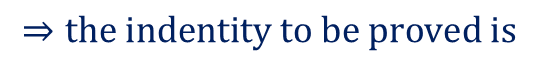 ⇒ the indentity to be proved is